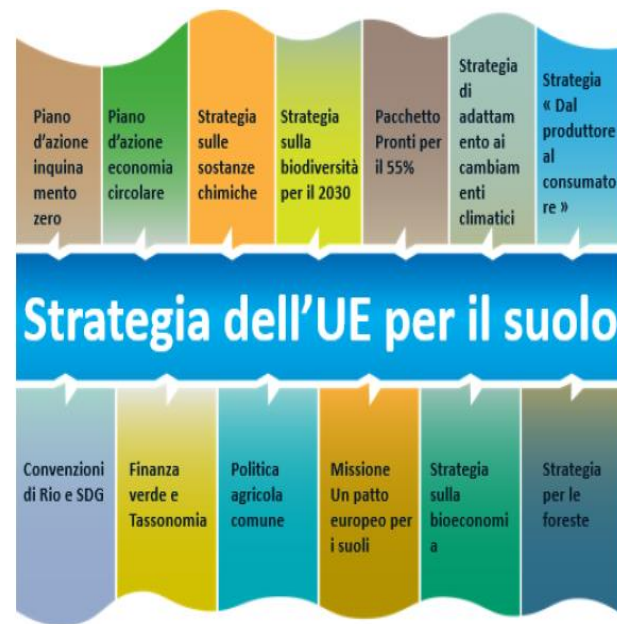 Piano
d'azione
inquina
mento
zero
Piano
d'azione
economia
circolare
Strategia
sulle
sostanze
chimiche
Strategia
sulla
biodiversità
per il 2030
Pacchetto
Pronti per
il 55%
Strategia
di
adattam
ento ai
cambiam
enti
climatici
Strategia
« Dal
produttore
al
consumato
re »
Strategia dell'UE per il suolo
Convenzioni
di Rio e SDG
Finanza
verde e
Tassonomia
Politica
agricola
comune
Missione
Un patto
europeo per
i suoli
Strategia
sulla
bioeconomi
a
Strategia
per le
foreste